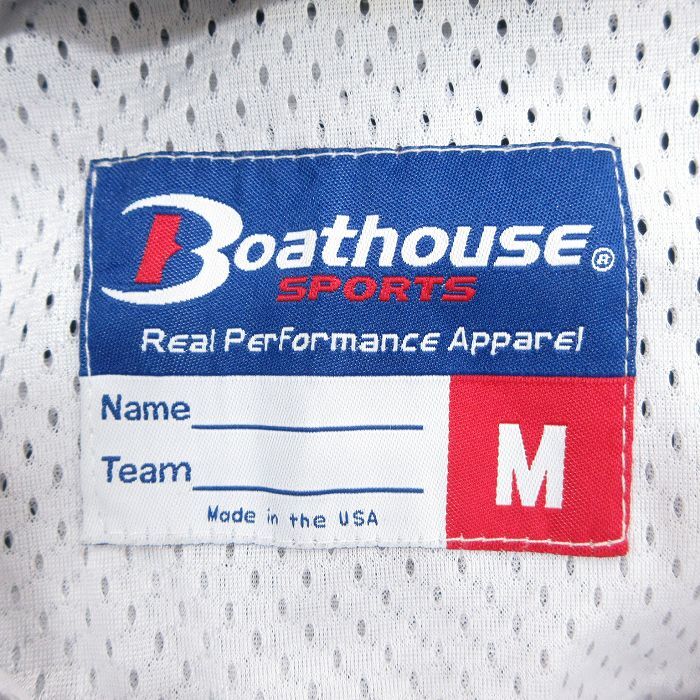 Boathouse®
SPORTS
Real Performance Apparel
Name
Team
M
Made in the USA